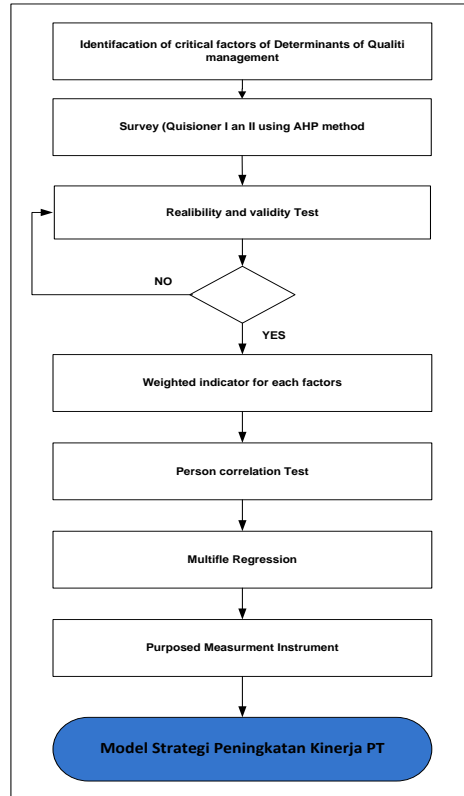 Identifacation of critical factors of Determinants of Qualiti
management
Survey (Quisioner I an II using AHP method
Realibility and validity Test
NO
YES
Weighted indicator for each factors
Person correlation Test
Multifle Regression
Purposed Measurment Instrument
Model Strategi Peningkatan Kinerja PT